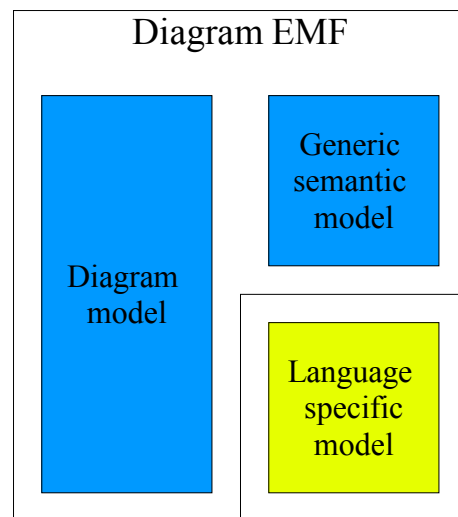 Diagram EMF
Generic
semantic
model
Diagram
model
Language
specific
model